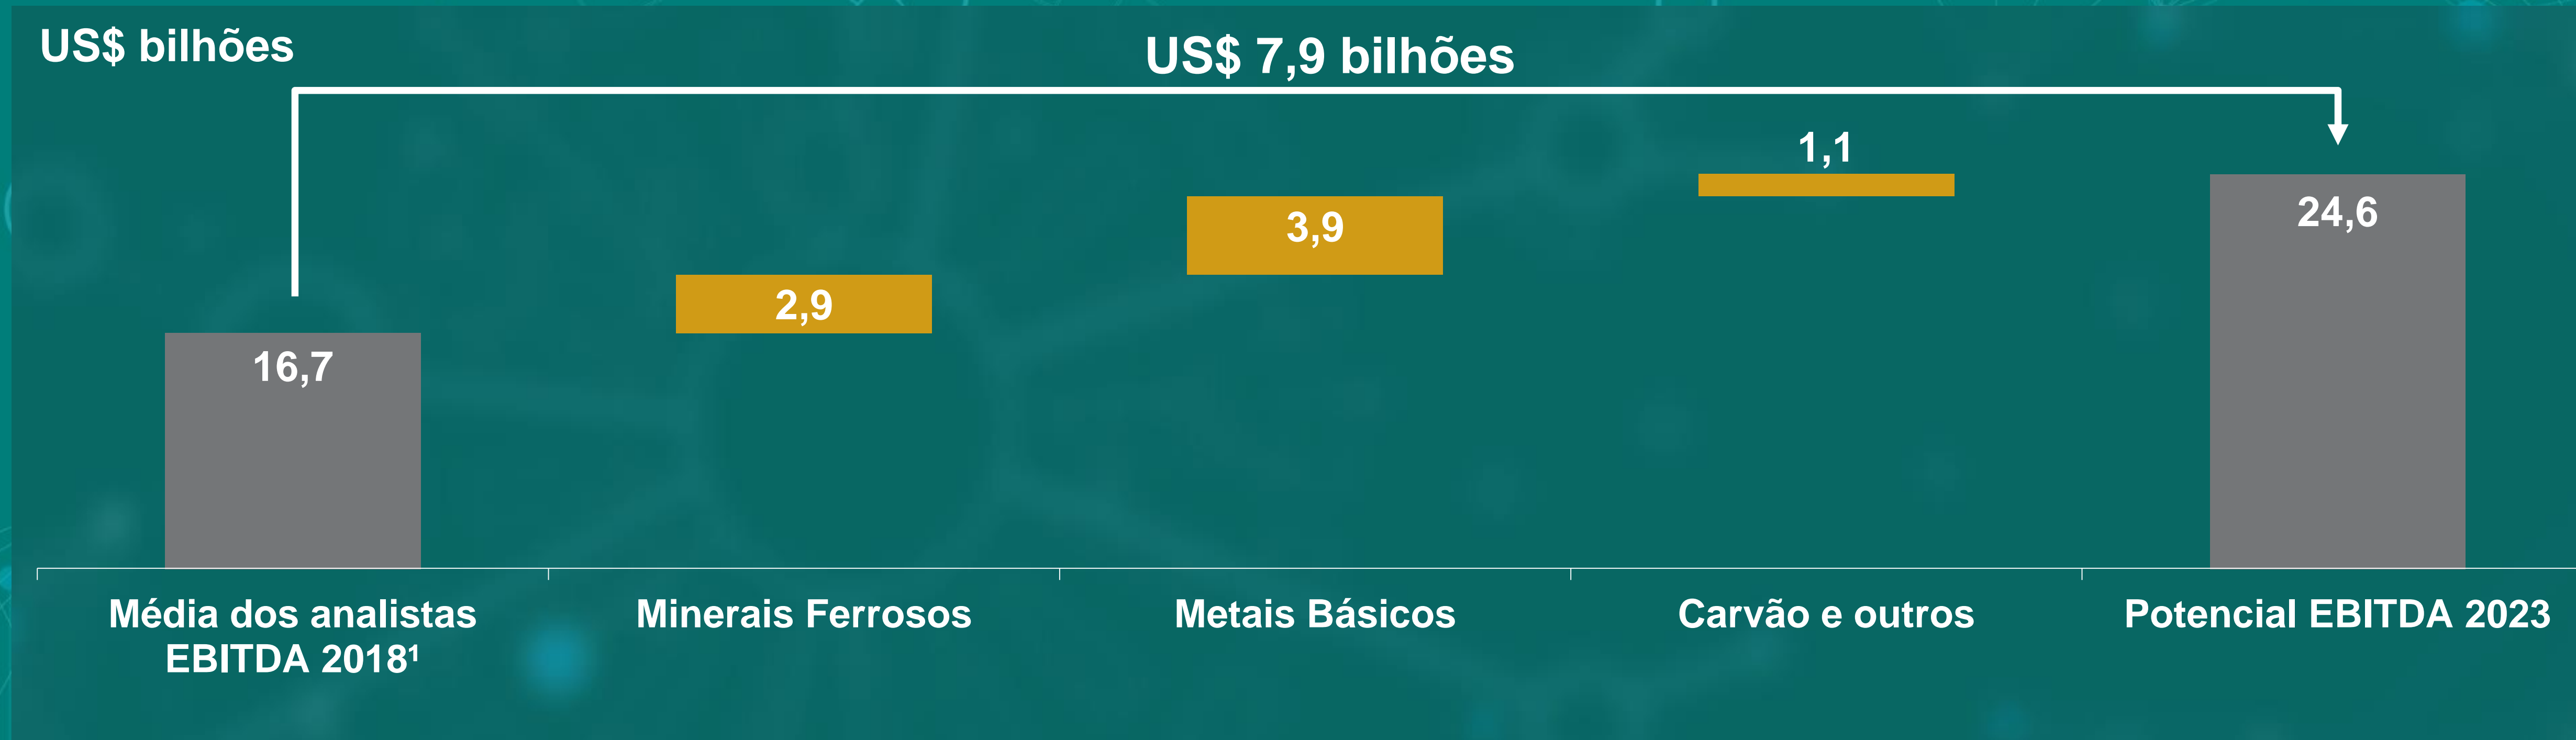 US$ bilhões
US$ 7,9 bilhões
1,1
3,9
24,6
2,9
16,7
Média dos analistas
EBITDA 2018¹
Minerais Ferrosos
Metais Básicos
Carvão e outros
Potencial EBITDA 2023